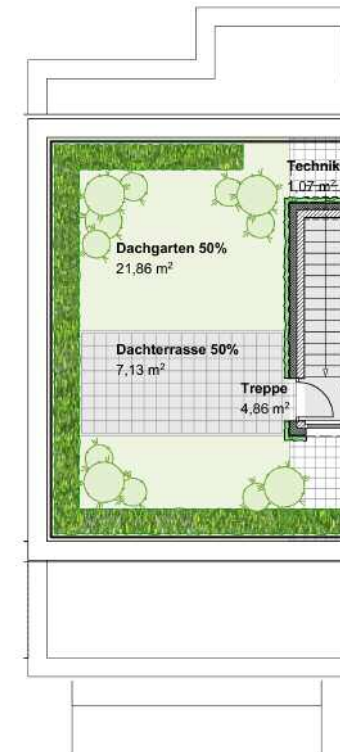 Technik
1,07 m²
Dachgarten 50%
21,86 m²
Dachterrasse 50%
7,13 m²
Treppe
4,86 m²